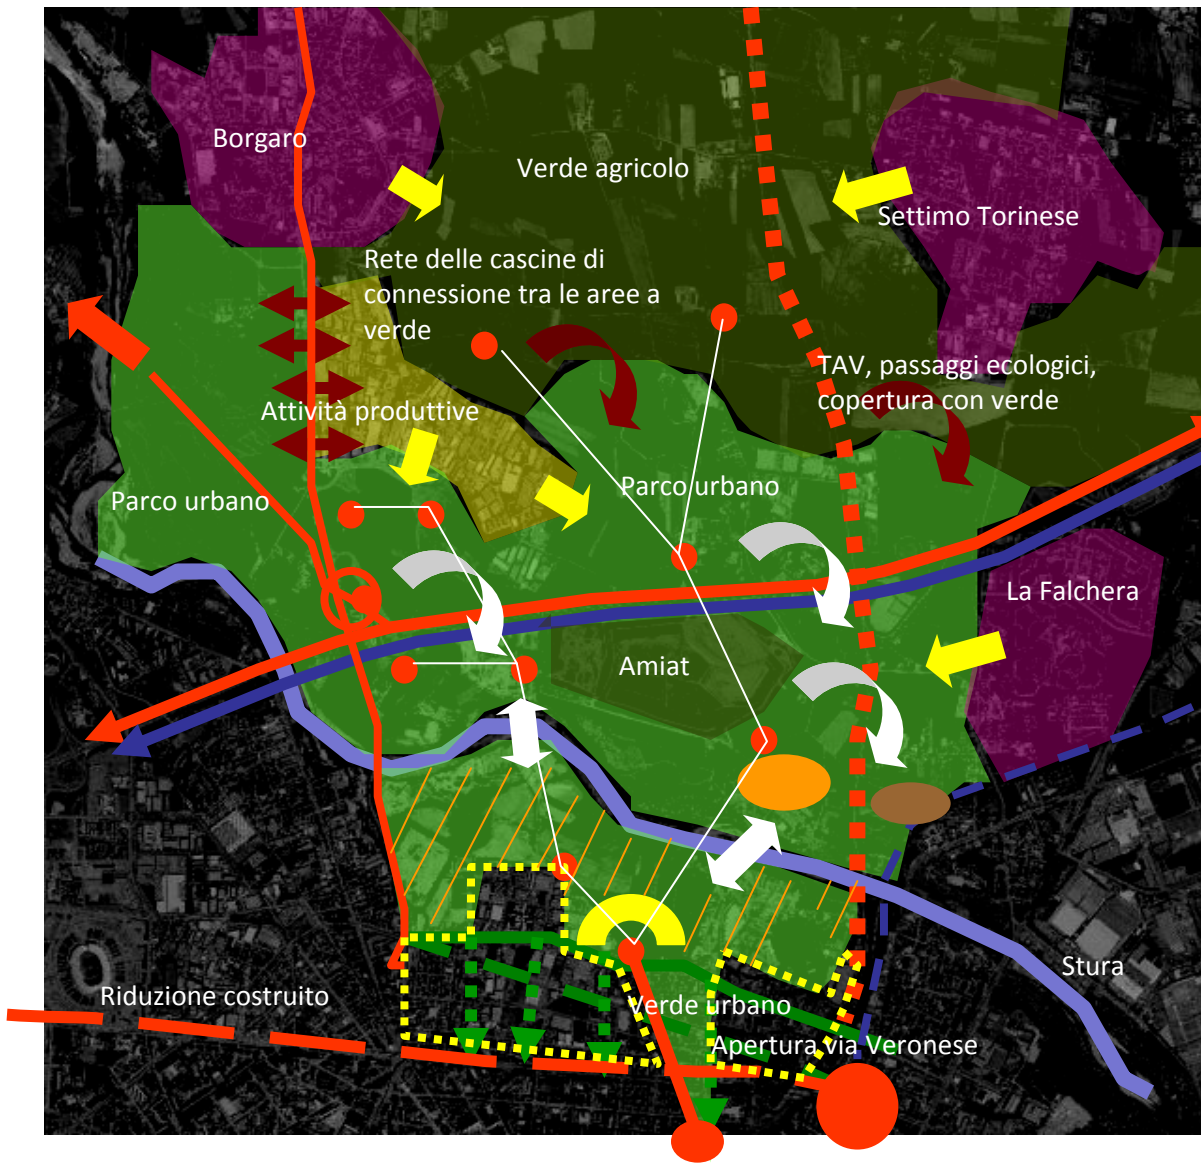 Borgaro
Verde agricolo
Settimo Torinese
Rete delle cascine di
connessione tra le aree a
verde
TAV, passaggi ecologici,
copertura con verde
Attività produttive
Parco urbano
Parco urbano
La Falchera
Amiat
Stura
Riduzione costruito
Verde urbano
Apertura via Veronese